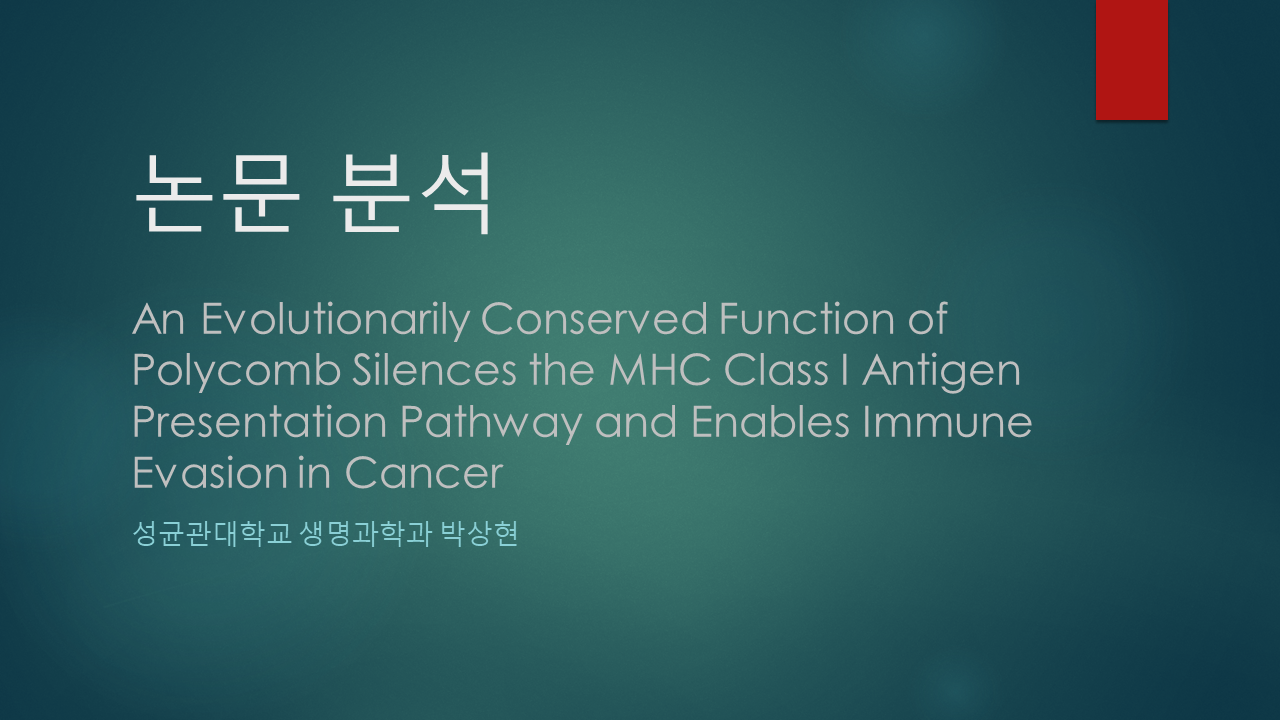 논문 분석
An Evolutionarily Conserved Function of
Polycomb Silences the MHC Class I Antigen
Presentation Pathway and Enables Immune
Evasion in Cancer
성균관대학교 생명과학과 박상현